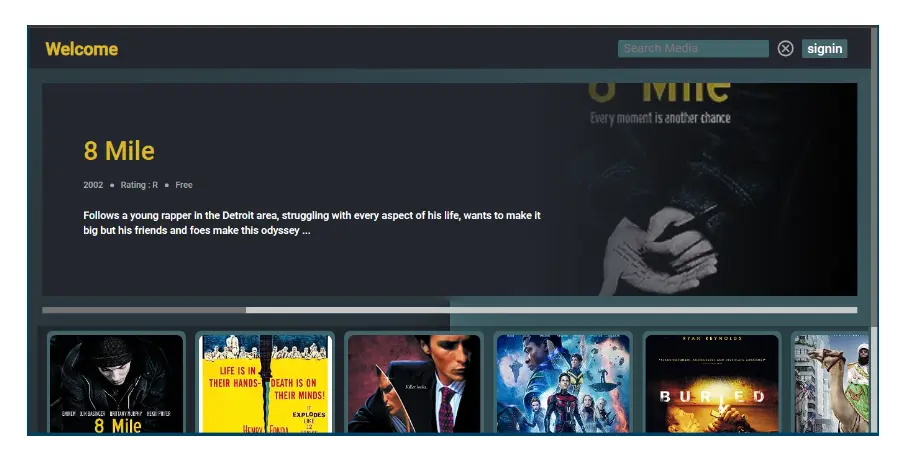 Welcome
Search Media
signin
8 Mile
Every moment is another chance
8 Mile
2002 • Rating : R • Free
Follows a young rapper in the Detroit area, struggling with every aspect of his life, wants to make it
big but his friends and foes make this odyssey ...
EMINEM KIM BASINGER BRITTANY MURPHY MEKHI PHIFER
8 Mile
LIFE IS IN
THEIR HANDS- DEATH IS ON
THEIR MINDS!
IT
EXPLODES
LIKE
12
HENRY FONDA
Killer looks.
RYAN REYNOLDS
BURIED